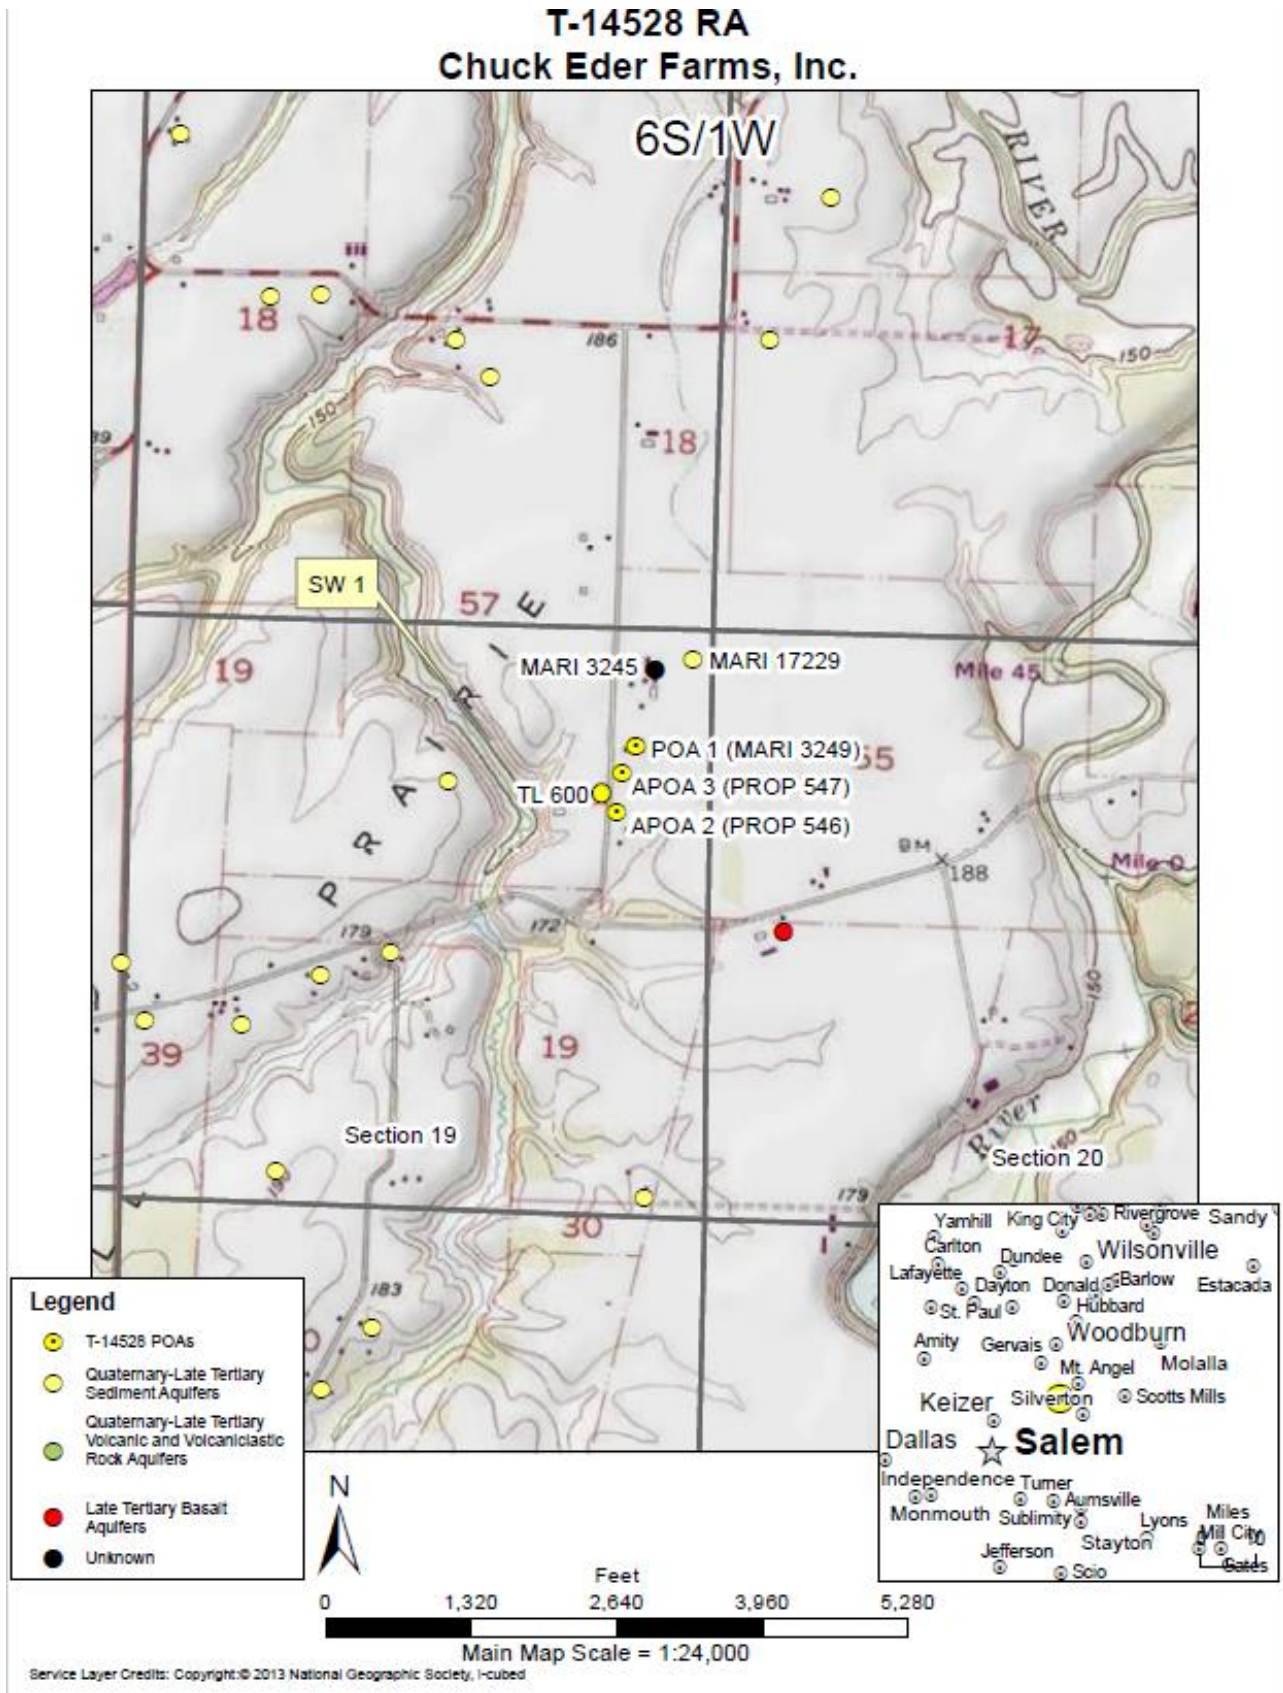 T-14528 RA
Chuck Eder Farms, Inc.
6S/1W
RIVER
18
186
17
150
150
18
39
SW 1
57
PRAIRIE
19
MARI 3245
MARI 17229
Mile 45
POA 1 (MARI 3249)
55
APOA 3 (PROP 547)
TL 600
APOA 2 (PROP 546)
BM
188
Mile 0
179
172
150
39
19
Section 19
River
150
Section 20
179
30
183
Legend
T-14528 POAs
Quaternary-Late Tertiary
Sediment Aquifers
Quaternary-Late Tertiary
Volcanic and Volcaniclastic
Rock Aquifers
Late Tertiary Basalt
Aquifers
Unknown
Yamhill King City Rivergrove Sandy
Carlton Dundee Wilsonville
Lafayette Dayton Donald Barlow Estacada
St. Paul Hubbard
Amity Gervais Woodburn
Mt. Angel Molalla
Keizer Silverton Scotts Mills
Dallas Salem
Independence Turner
Monmouth Aumsville
Sublimity Lyons Miles
Stayton Mill City
0 10
Jefferson Gates
Scio
N
Feet
0 1,320 2,640 3,960 5,280
Main Map Scale = 1:24,000
Service Layer Credits: Copyright:© 2013 National Geographic Society, i-cubed